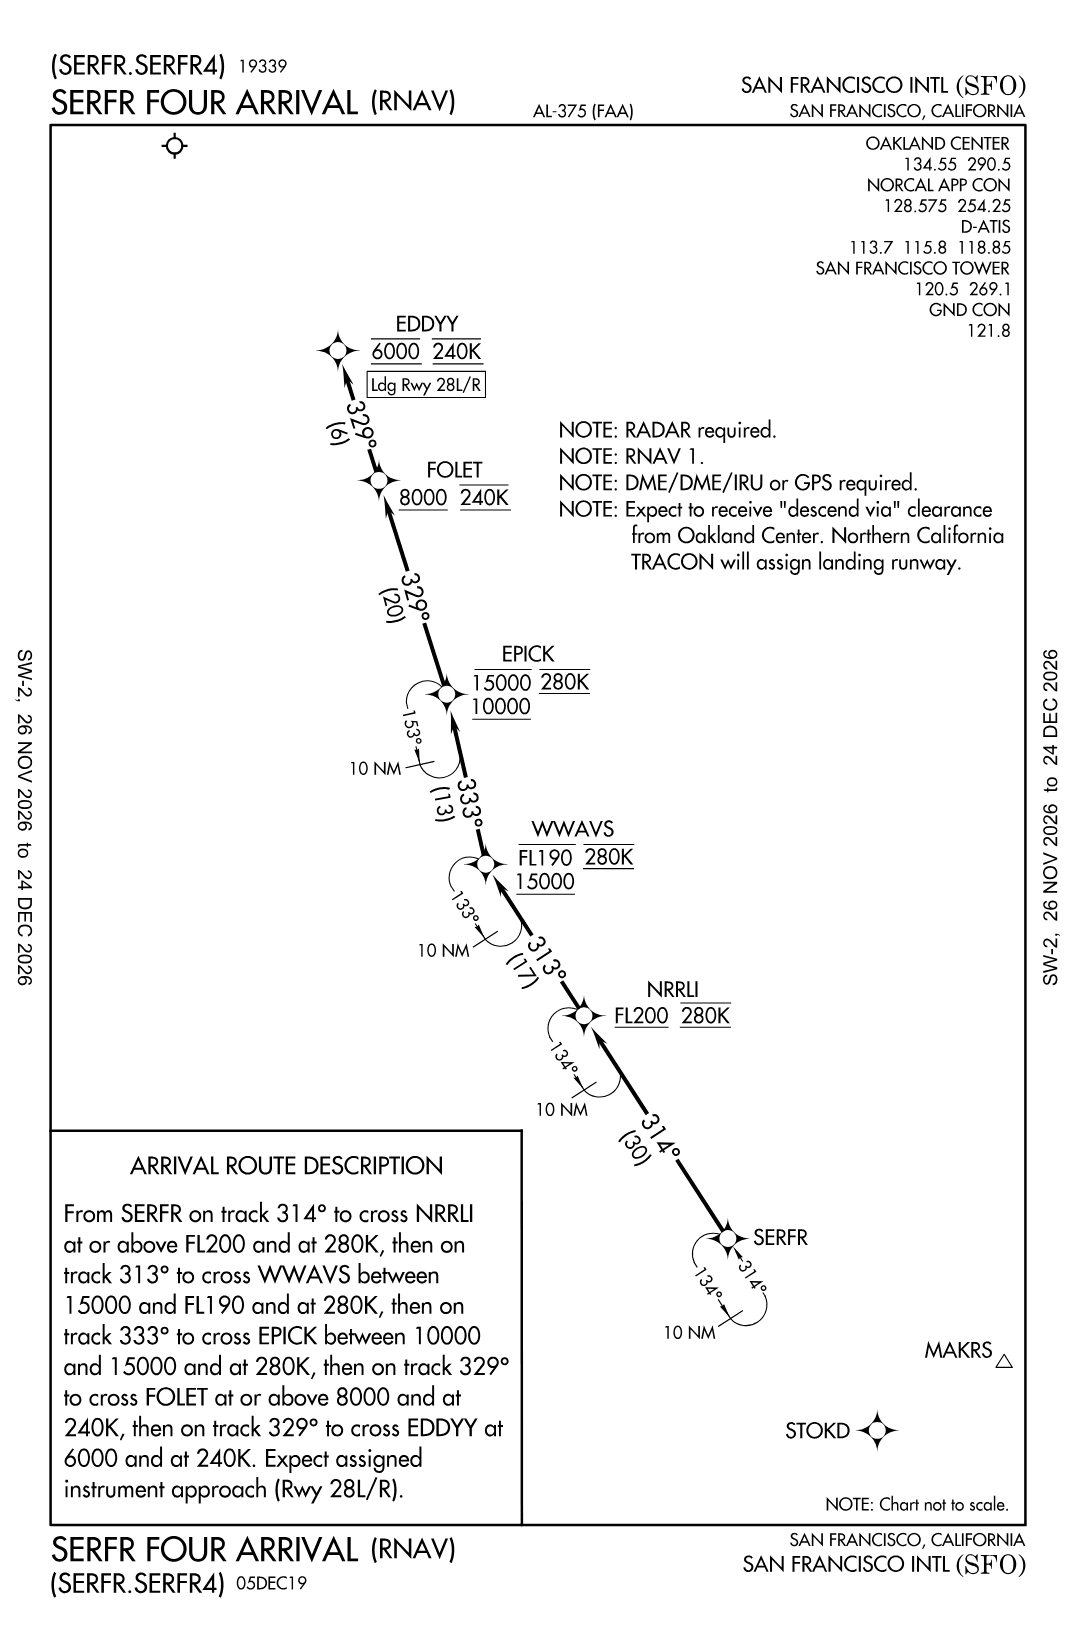 (SERFR.SERFR4) 19339
SERFR FOUR ARRIVAL (RNAV)
AL-375 (FAA)
SAN FRANCISCO INTL (SFO)
SAN FRANCISCO, CALIFORNIA
OAKLAND CENTER
134.55 290.5
NORCAL APP CON
128.575 254.25
D-ATIS
113.7 115.8 118.85
SAN FRANCISCO TOWER
120.5 269.1
GND CON
121.8
EDDYY
6000 240K
Ldg Rwy 28L/R
329°
(6)
FOLET
8000 240K
NOTE: RADAR required.
NOTE: RNAV 1.
NOTE: DME/DME/IRU or GPS required.
NOTE: Expect to receive "descend via" clearance
from Oakland Center. Northern California
TRACON will assign landing runway.
329°
(20)
EPICK
15000 280K
10000
153°
10 NM
333°
(13)
WWAVS
FL190 280K
15000
133°
10 NM
313°
(17)
NRRLI
FL200 280K
134°
10 NM
314°
(30)
SERFR
134°
314°
10 NM
MAKRS
STOKD
NOTE: Chart not to scale.
ARRIVAL ROUTE DESCRIPTION
From SERFR on track 314° to cross NRRLI
at or above FL200 and at 280K, then on
track 313° to cross WWAVS between
15000 and FL190 and at 280K, then on
track 333° to cross EPICK between 10000
and 15000 and at 280K, then on track 329°
to cross FOLET at or above 8000 and at
240K, then on track 329° to cross EDDYY at
6000 and at 240K. Expect assigned
instrument approach (Rwy 28L/R).
SW-2, 26 NOV 2026 to 24 DEC 2026
SW-2, 26 NOV 2026 to 24 DEC 2026
SERFR FOUR ARRIVAL (RNAV)
(SERFR.SERFR4) 05DEC19
SAN FRANCISCO, CALIFORNIA
SAN FRANCISCO INTL (SFO)